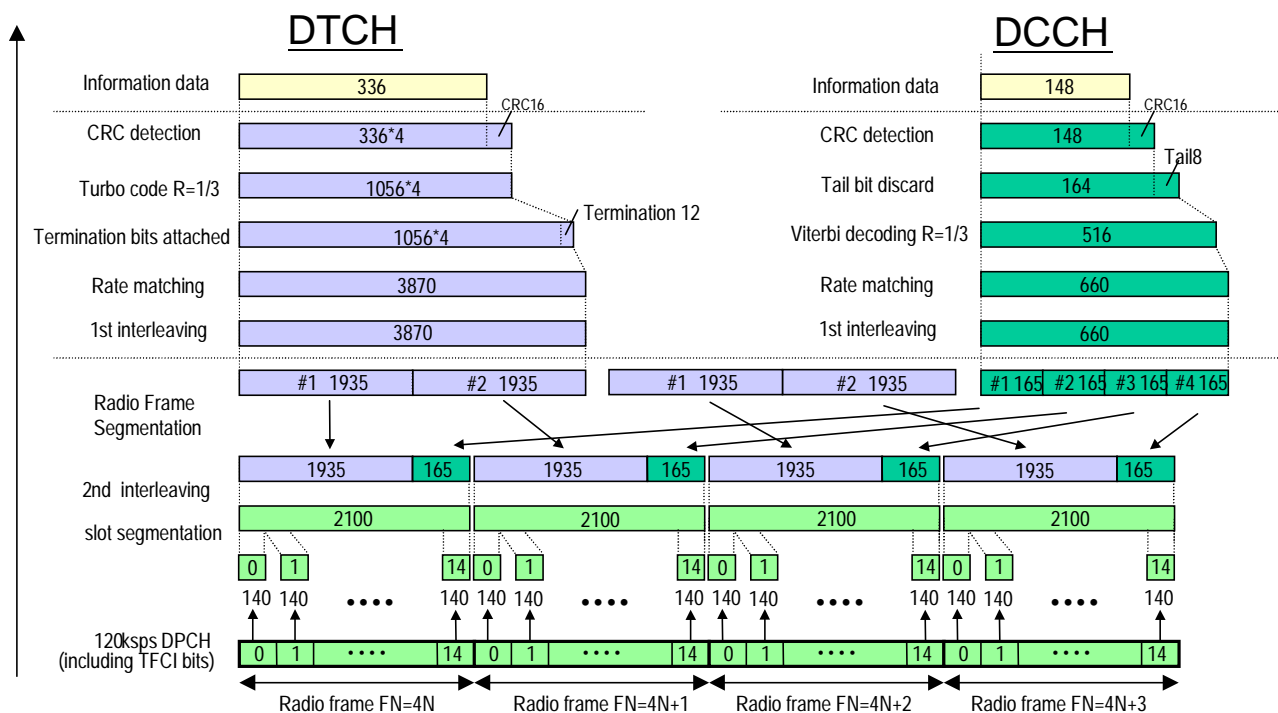 DTCH
DCCH
Information data
336
Information data
148
CRC16
CRC16
CRC detection
336*4
CRC detection
148
Tail8
Turbo code R=1/3
1056*4
Tail bit discard
164
Termination 12
Termination bits attached
1056*4
Viterbi decoding R=1/3
516
Rate matching
3870
Rate matching
660
1st interleaving
3870
1st interleaving
660
#1 1935
#2 1935
#1 1935
#2 1935
#1 165
#2 165
#3 165
#4 165
Radio Frame
Segmentation
1935
165
1935
165
1935
165
1935
165
2nd interleaving
2100
2100
2100
2100
slot segmentation
0 1 14 0 1 14 0 1 14 0 1 14
140 140 •••• 140 140 140 •••• 140 140 140 •••• 140 140 140 •••• 140
120ksps DPCH
(including TFCI bits)
0 1 •••• 14 0 1 •••• 14 0 1 •••• 14 0 1 •••• 14
Radio frame FN=4N
Radio frame FN=4N+1
Radio frame FN=4N+2
Radio frame FN=4N+3